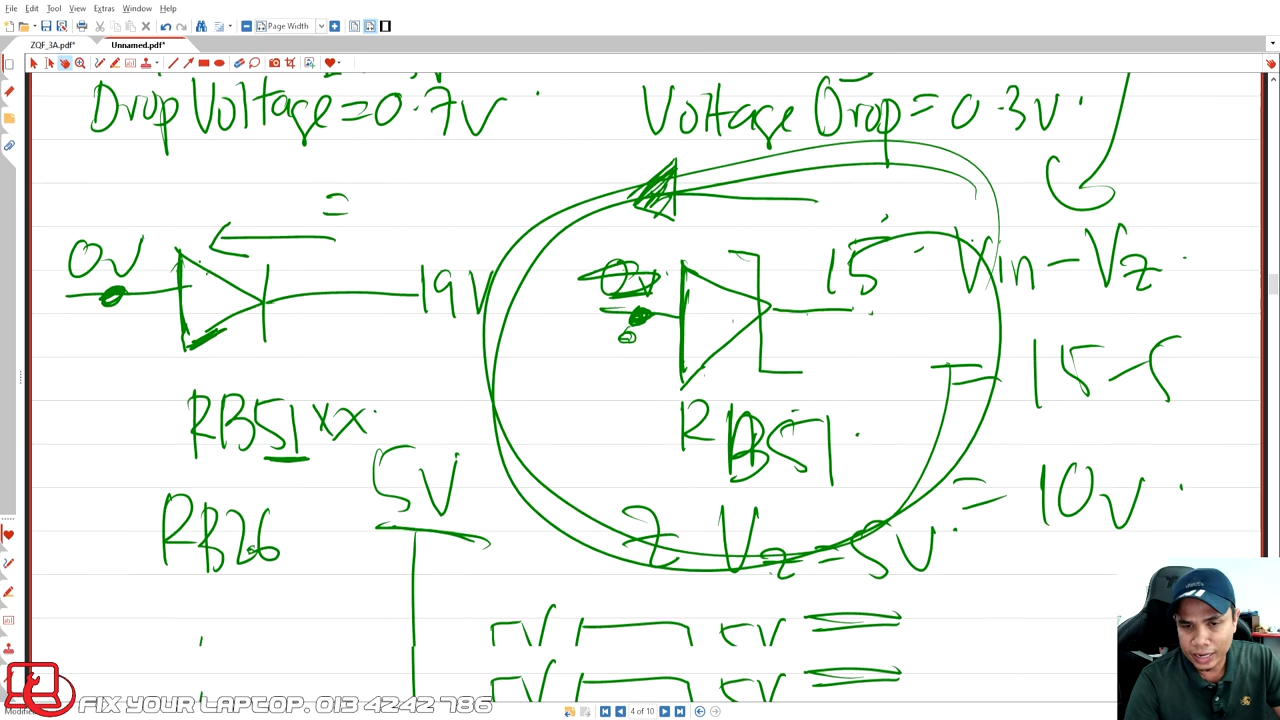 File Edit View Tool Extras Window Help
Page Width
ZQF_3A.pdf*
Unnamed.pdf*
Drop Voltage = 0.7V
Voltage Drop = 0.3V
0V
19V
15
Vin - Vz
= 15 - 5
= 10V
RB51xx
RB51
5V
RB26
Z Vz = 5V
5V 5V
5V 5V
4 of 10
FIX YOUR LAPTOP: 013 4242 786